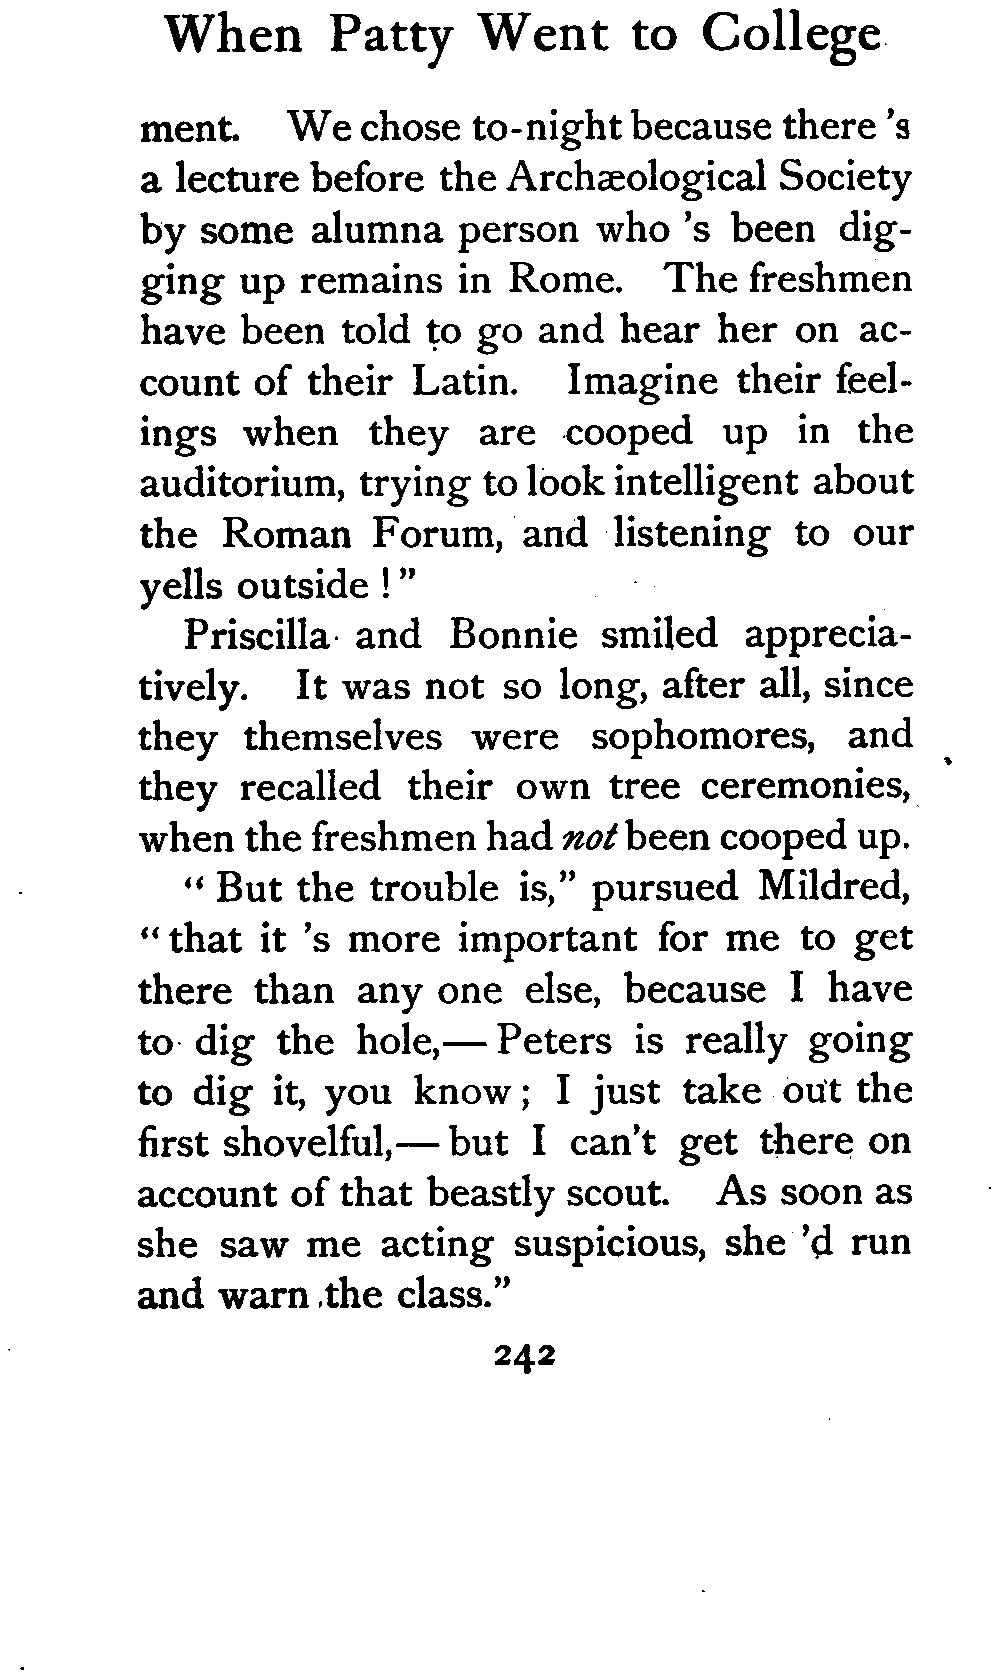 When Patty Went to College
ment. We chose to-night because there 's
a lecture before the Archæological Society
by some alumna person who 's been dig-
ging up remains in Rome. The freshmen
have been told to go and hear her on ac-
count of their Latin. Imagine their feel-
ings when they are cooped up in the
auditorium, trying to look intelligent about
the Roman Forum, and listening to our
yells outside !”
Priscilla and Bonnie smiled apprecia-
tively. It was not so long, after all, since
they themselves were sophomores, and
they recalled their own tree ceremonies,
when the freshmen had not been cooped up.
“ But the trouble is,” pursued Mildred,
“ that it 's more important for me to get
there than any one else, because I have
to dig the hole,— Peters is really going
to dig it, you know ; I just take out the
first shovelful,— but I can't get there on
account of that beastly scout. As soon as
she saw me acting suspicious, she 'd run
and warn the class.”
242